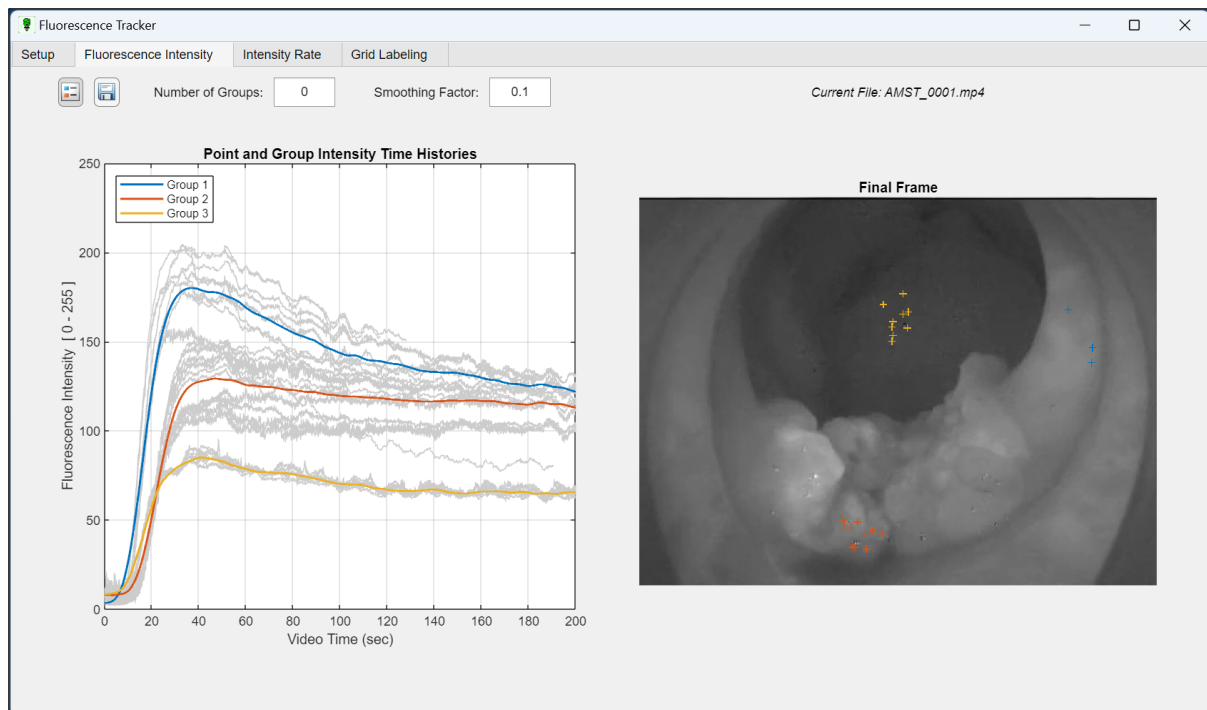 Fluorescence Tracker
Setup Fluorescence Intensity Intensity Rate Grid Labeling
Number of Groups: 0 Smoothing Factor: 0.1 Current File: AMST_0001.mp4
Point and Group Intensity Time Histories
250
200
150
100
50
0
Fluorescence Intensity [ 0 - 255 ]
Group 1
Group 2
Group 3
0 20 40 60 80 100 120 140 160 180 200
Video Time (sec)
Final Frame